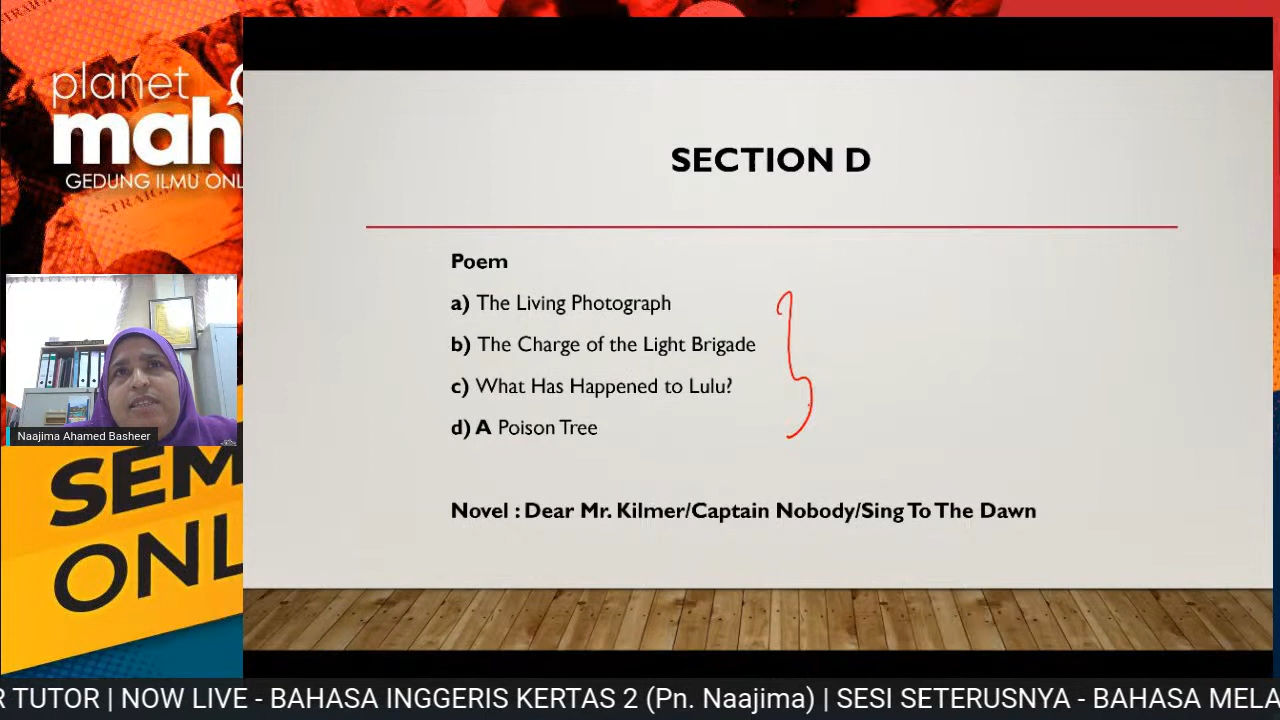 planet
mah
GEDUNG ILMU ONL
SECTION D
Poem
a) The Living Photograph
b) The Charge of the Light Brigade
c) What Has Happened to Lulu?
d) A Poison Tree
Novel : Dear Mr. Kilmer/Captain Nobody/Sing To The Dawn
Naajima Ahamed Basheer
SEM
ONL
R TUTOR | NOW LIVE - BAHASA INGGERIS KERTAS 2 (Pn. Naajima) | SESI SETERUSNYA - BAHASA MELA